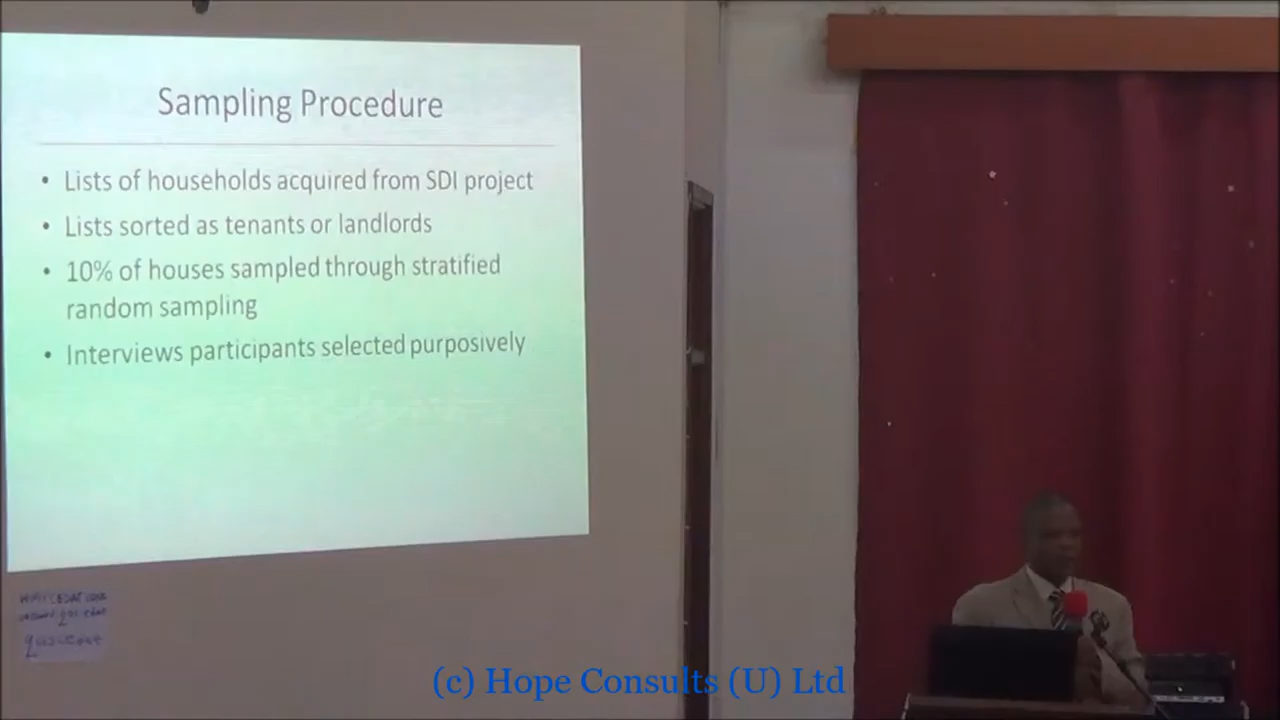 Sampling Procedure
• Lists of households acquired from SDI project
• Lists sorted as tenants or landlords
• 10% of houses sampled through stratified
random sampling
• Interviews participants selected purposively
(c) Hope Consults (U) Ltd